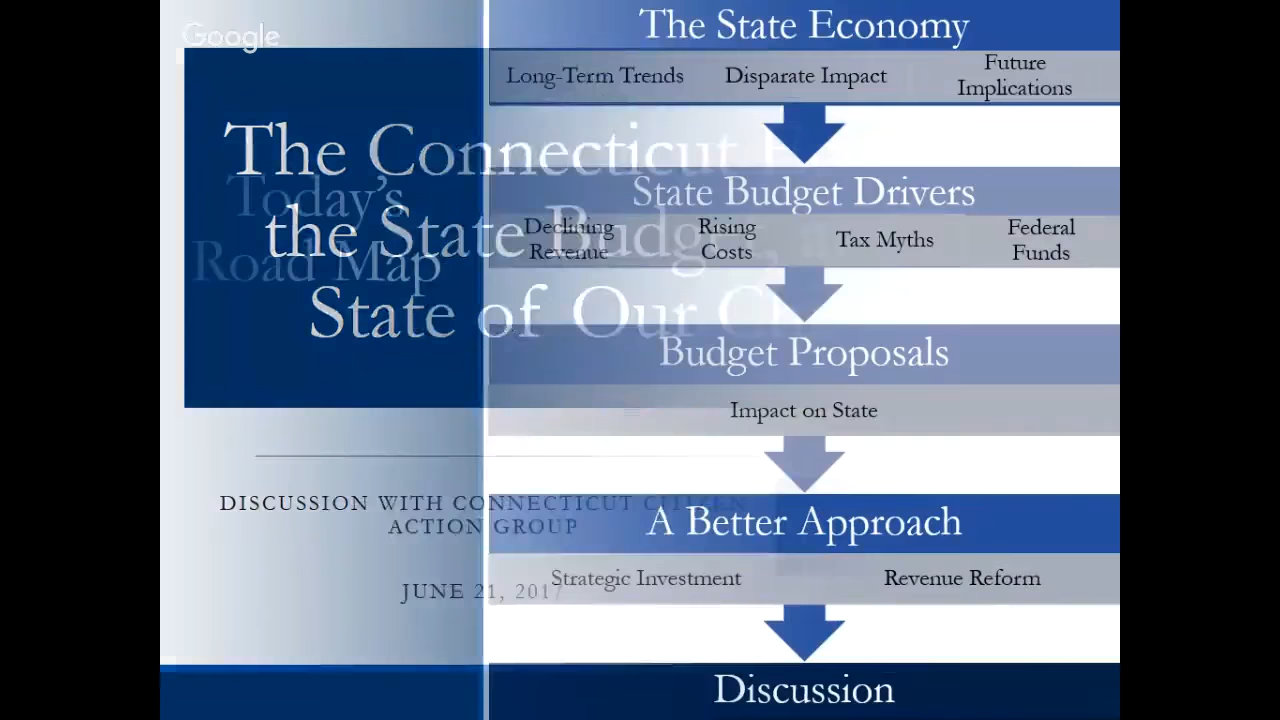 Google
The Connecticut
the State Budget,
State of Our
DISCUSSION WITH CONNECTICUT CITIZEN
ACTION GROUP
JUNE 21, 2017
Today's
Road Map
The State Economy
Long-Term Trends Disparate Impact Future
Implications
State Budget Drivers
Declining
Revenue
Rising
Costs
Tax Myths
Federal
Funds
Budget Proposals
Impact on State
A Better Approach
Strategic Investment Revenue Reform
Discussion